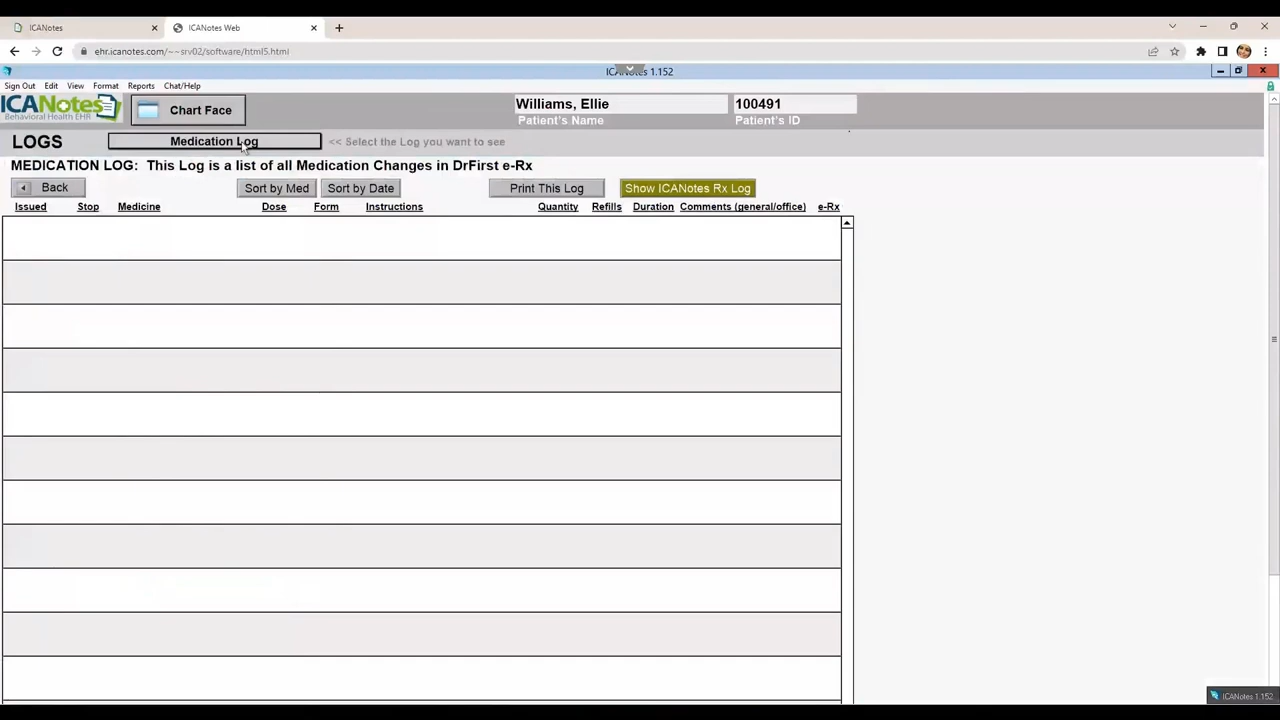 ICANotes
ICANotes Web
ehr.icanotes.com/~~srv02/software/html5.html
ICANotes 1.152
Sign Out Edit View Format Reports Chat/Help
ICANotes
Behavioral Health EHR
Chart Face
Williams, Ellie
100491
Patient's Name
Patient's ID
LOGS
Medication Log
<< Select the Log you want to see
MEDICATION LOG: This Log is a list of all Medication Changes in DrFirst e-Rx
Back
Sort by Med
Sort by Date
Print This Log
Show ICANotes Rx Log
Issued Stop Medicine Dose Form Instructions Quantity Refills Duration Comments (general/office) e-Rx
ICANotes 1.152